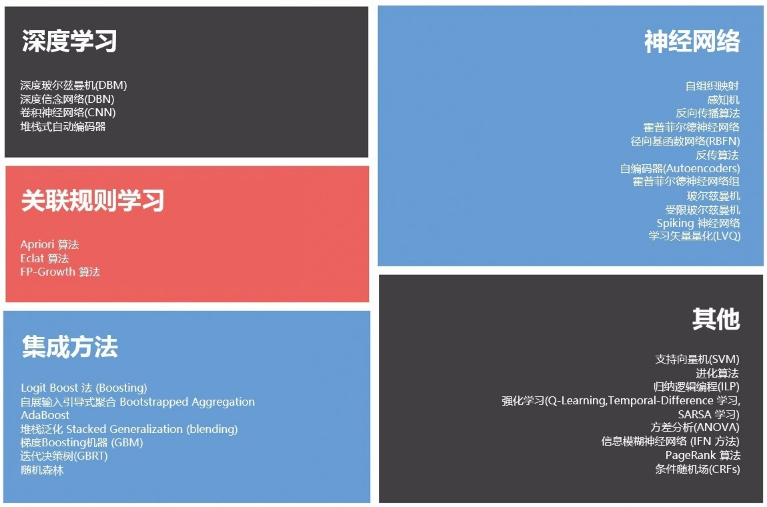 深度学习
深度玻尔兹曼机(DBM)
深度信念网络(DBN)
卷积神经网络(CNN)
堆栈式自动编码器
关联规则学习
Apriori 算法
Eclat 算法
FP-Growth 算法
集成方法
Logit Boost 法 (Boosting)
自展输入引导式聚合 Bootstrapped Aggregation
AdaBoost
堆栈泛化 Stacked Generalization (blending)
梯度Boosting机器 (GBM)
迭代决策树(GBRT)
随机森林
神经网络
自组织映射
感知机
反向传播算法
霍普菲尔德神经网络
径向基函数网络(RBFN)
反传算法
自编码器(Autoencoders)
霍普菲尔德神经网络组
玻尔兹曼机
受限玻尔兹曼机
Spiking 神经网络
学习矢量量化(LVQ)
其他
支持向量机(SVM)
进化算法
归纳逻辑编程(ILP)
强化学习(Q-Learning,Temporal-Difference 学习,
SARSA 学习)
方差分析(ANOVA)
信息模糊神经网络 (IFN 方法)
PageRank 算法
条件随机场(CRFs)